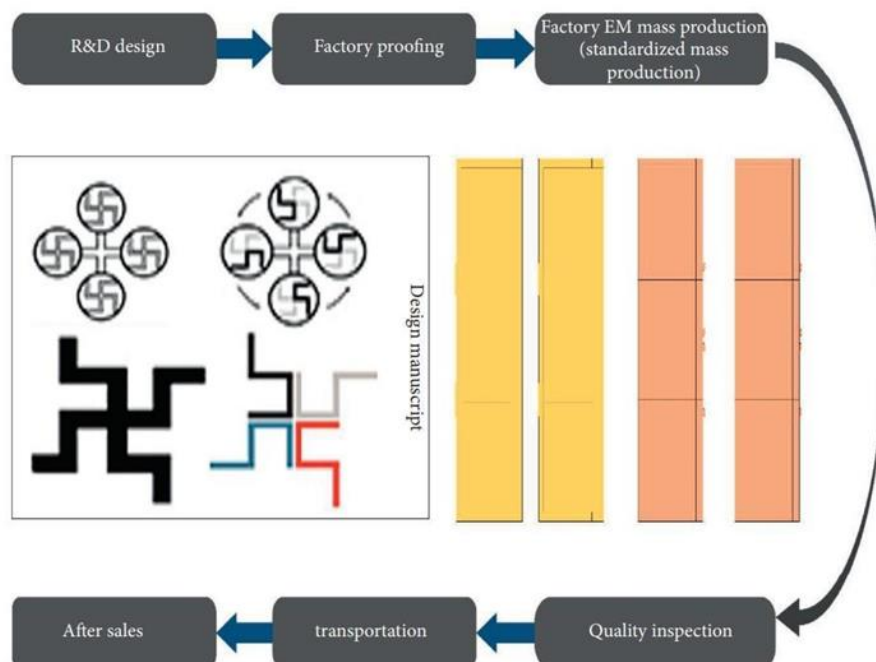 R&D design
Factory proofing
Factory EM mass production
(standardized mass
production)
Design manuscript
After sales
transportation
Quality inspection